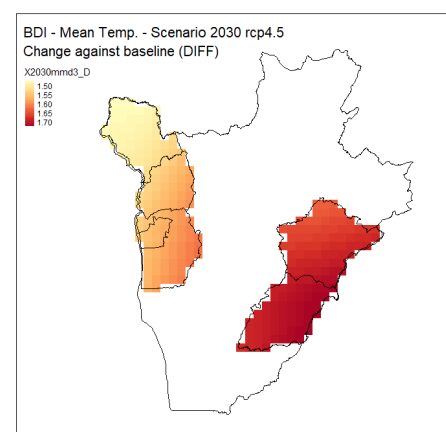 BDI - Mean Temp. - Scenario 2030 rcp4.5
Change against baseline (DIFF)
X2030mmd3_D
1.50
1.55
1.60
1.65
1.70